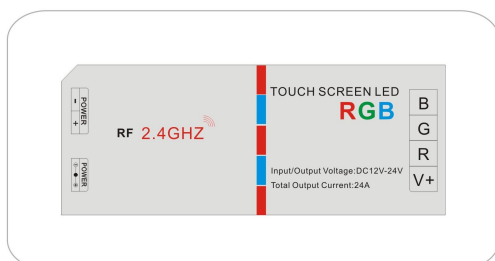 - POWER +
POWER
RF 2.4GHZ
TOUCH SCREEN LED
RGB
Input/Output Voltage:DC12V-24V
Total Output Current:24A
B
G
R
V+